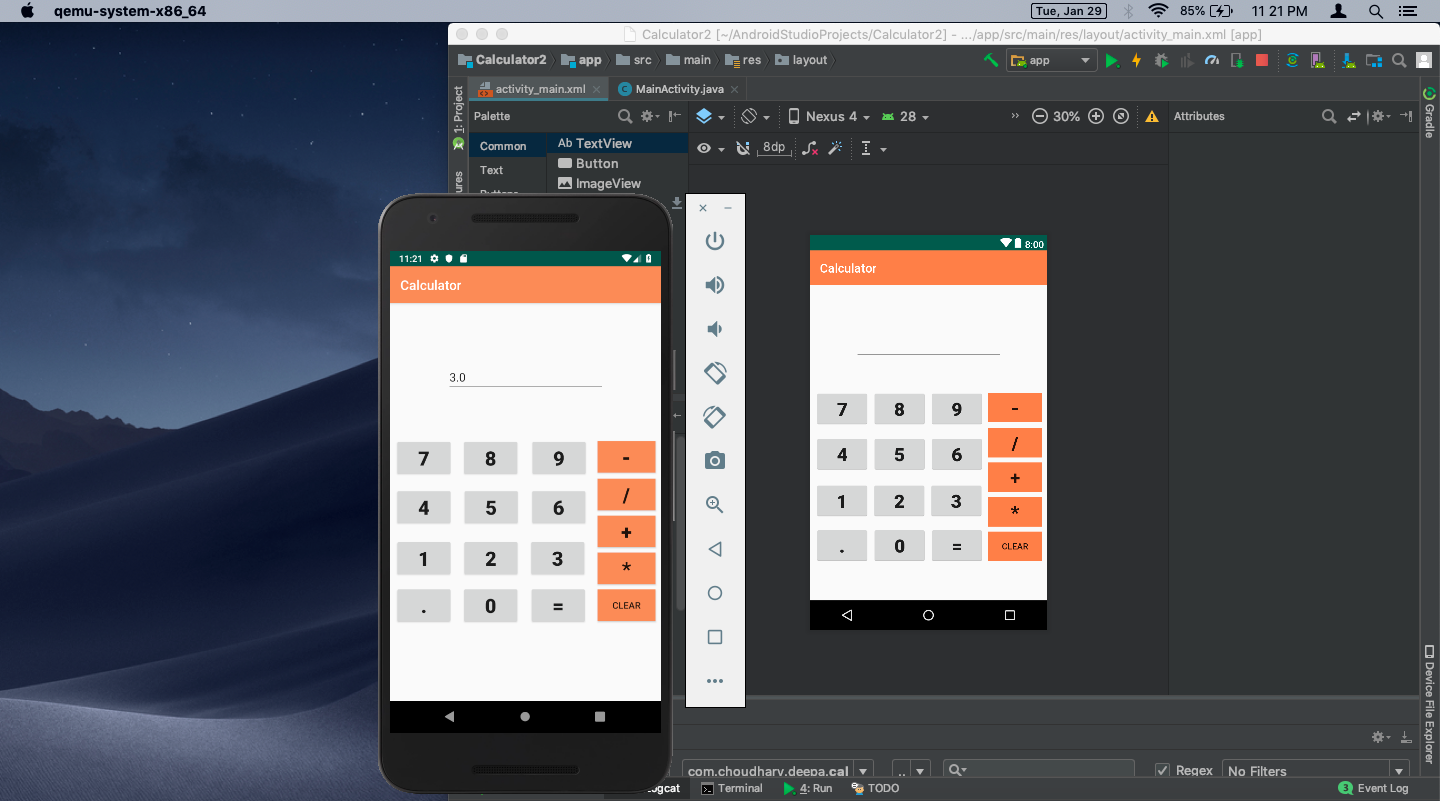 qemu-system-x86_64 Tue, Jan 29 85% 11 21 PM
Calculator2 [~/AndroidStudioProjects/Calculator2] - .../app/src/main/res/layout/activity_main.xml [app]
Calculator2 app src main res layout app
activity_main.xml MainActivity.java
1: Project
Palette Nexus 4 28 30% Attributes
Gradle
Common Ab TextView 8dp
Text Button
ImageView
11:21
Calculator
3.0
7 8 9 -
/
4 5 6
+
1 2 3
*
. 0 = CLEAR
8:00
Calculator
7 8 9 -
/
4 5 6
+
1 2 3
*
. 0 = CLEAR
Device File Explorer
com.choudhary.deepa.cal .. Regex No Filters
Terminal 4: Run TODO 3 Event Log